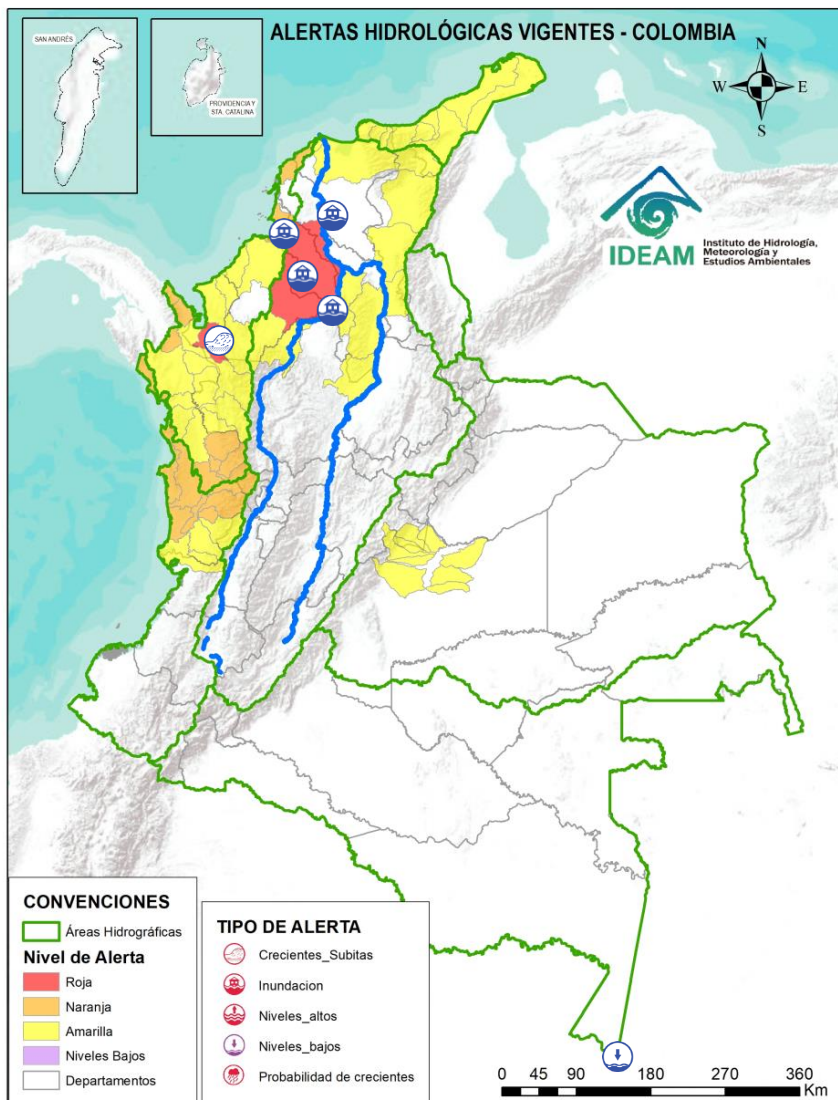 ALERTAS HIDROLÓGICAS VIGENTES - COLOMBIA
SAN ANDRÉS
PROVIDENCIA Y
STA. CATALINA
N
W
E
S
IDEAM
Instituto de Hidrología,
Meteorología y
Estudios Ambientales
CONVENCIONES
Áreas Hidrográficas
Nivel de Alerta
Roja
Naranja
Amarilla
Niveles Bajos
Departamentos
TIPO DE ALERTA
Crecientes_Subitas
Inundacion
Niveles_altos
Niveles_bajos
Probabilidad de crecientes
0 45 90 180 270 360
Km